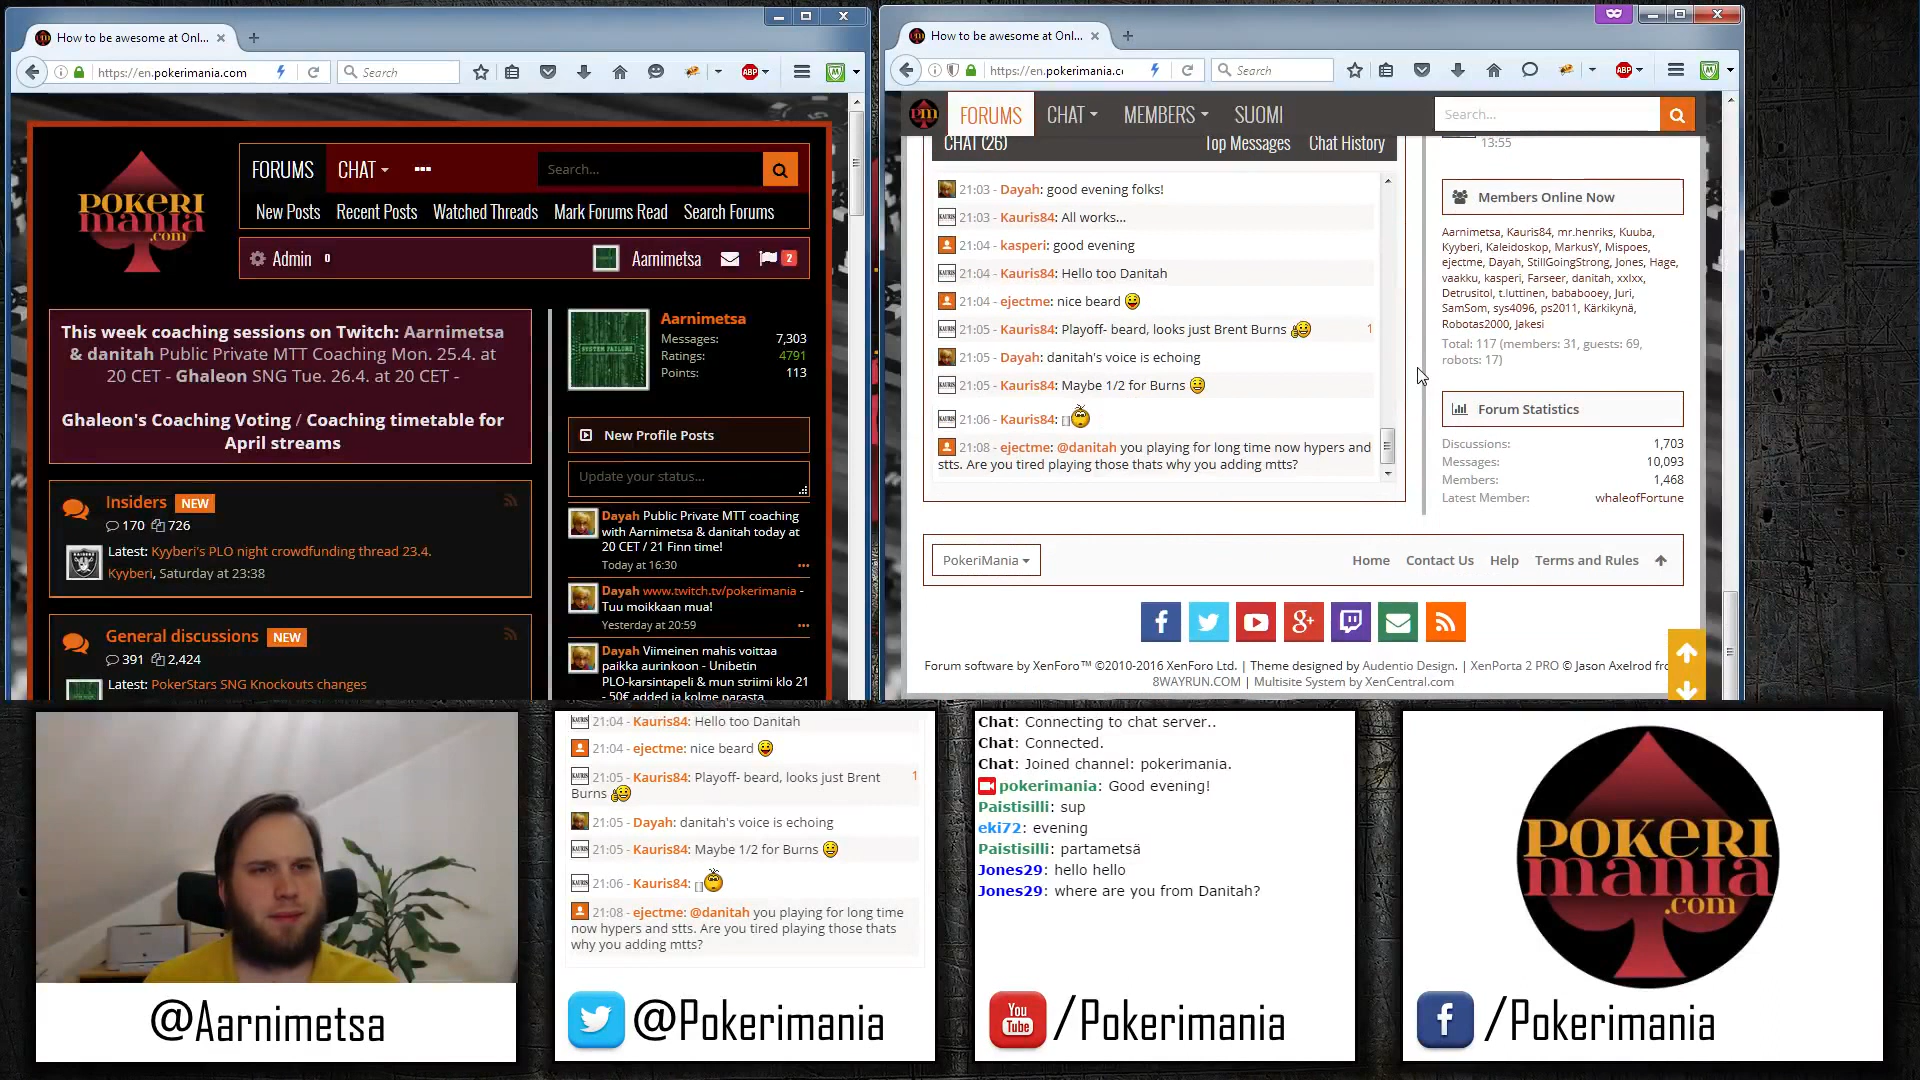 How to be awesome at Onl...
https://en.pokerimania.com
Search
POKERI
mania
.com
FORUMS CHAT
Search...
New Posts Recent Posts Watched Threads Mark Forums Read Search Forums
Admin 0
Aarnimetsa
2
This week coaching sessions on Twitch: Aarnimetsa
& danitah Public Private MTT Coaching Mon. 25.4. at
20 CET - Ghaleon SNG Tue. 26.4. at 20 CET -
Ghaleon's Coaching Voting / Coaching timetable for
April streams
SYSTEM FAILURE
Aarnimetsa
Messages: 7,303
Ratings: 4791
Points: 113
New Profile Posts
Update your status...
Dayah Public Private MTT coaching
with Aarnimetsa & danitah today at
20 CET / 21 Finn time!
Today at 16:30
Dayah www.twitch.tv/pokerimania -
Tuu moikkaan mua!
Yesterday at 20:59
Dayah Viimeinen mahis voittaa
paikka aurinkoon - Unibetin
PLO-karsintapeli & mun striimi klo 21
- 50€ added ja kolme parasta
Insiders NEW
170 726
Latest: Kyyberi's PLO night crowdfunding thread 23.4.
Kyyberi, Saturday at 23:38
General discussions NEW
391 2,424
Latest: PokerStars SNG Knockouts changes
How to be awesome at Onl...
https://en.pokerimania.c
Search
FORUMS CHAT MEMBERS SUOMI
Search...
CHAT (26)
Top Messages Chat History
21:03 - Dayah: good evening folks!
21:03 - Kauris84: All works...
21:04 - kasperi: good evening
21:04 - Kauris84: Hello too Danitah
21:04 - ejectme: nice beard
21:05 - Kauris84: Playoff- beard, looks just Brent Burns 1
21:05 - Dayah: danitah's voice is echoing
21:05 - Kauris84: Maybe 1/2 for Burns
21:06 - Kauris84: []
21:08 - ejectme: @danitah you playing for long time now hypers and
stts. Are you tired playing those thats why you adding mtts?
13:55
Members Online Now
Aarnimetsa, Kauris84, mr.henriks, Kuuba,
Kyyberi, Kaleidoskop, MarkusY, Mispoes,
ejectme, Dayah, StillGoingStrong, Jones, Hage,
vaakku, kasperi, Farseer, danitah, xxlxx,
Detrusitol, t.luttinen, bababooey, Juri,
SamSom, sys4096, ps2011, Kärkikynä,
Robotas2000, Jakesi
Total: 117 (members: 31, guests: 69,
robots: 17)
Forum Statistics
Discussions: 1,703
Messages: 10,093
Members: 1,468
Latest Member: whaleofFortune
PokeriMania
Home Contact Us Help Terms and Rules
Forum software by XenForo™ ©2010-2016 XenForo Ltd. | Theme designed by Audentio Design. | XenPorta 2 PRO © Jason Axelrod fro
8WAYRUN.COM | Multisite System by XenCentral.com
@Aarnimetsa
21:04 - Kauris84: Hello too Danitah
21:04 - ejectme: nice beard
21:05 - Kauris84: Playoff- beard, looks just Brent 1
Burns
21:05 - Dayah: danitah's voice is echoing
21:05 - Kauris84: Maybe 1/2 for Burns
21:06 - Kauris84: []
21:08 - ejectme: @danitah you playing for long time
now hypers and stts. Are you tired playing those thats
why you adding mtts?
@Pokerimania
Chat: Connecting to chat server..
Chat: Connected.
Chat: Joined channel: pokerimania.
pokerimania: Good evening!
Paistisilli: sup
eki72: evening
Paistisilli: partametsä
Jones29: hello hello
Jones29: where are you from Danitah?
You
Tube
/Pokerimania
POKERI
mania
.com
/Pokerimania